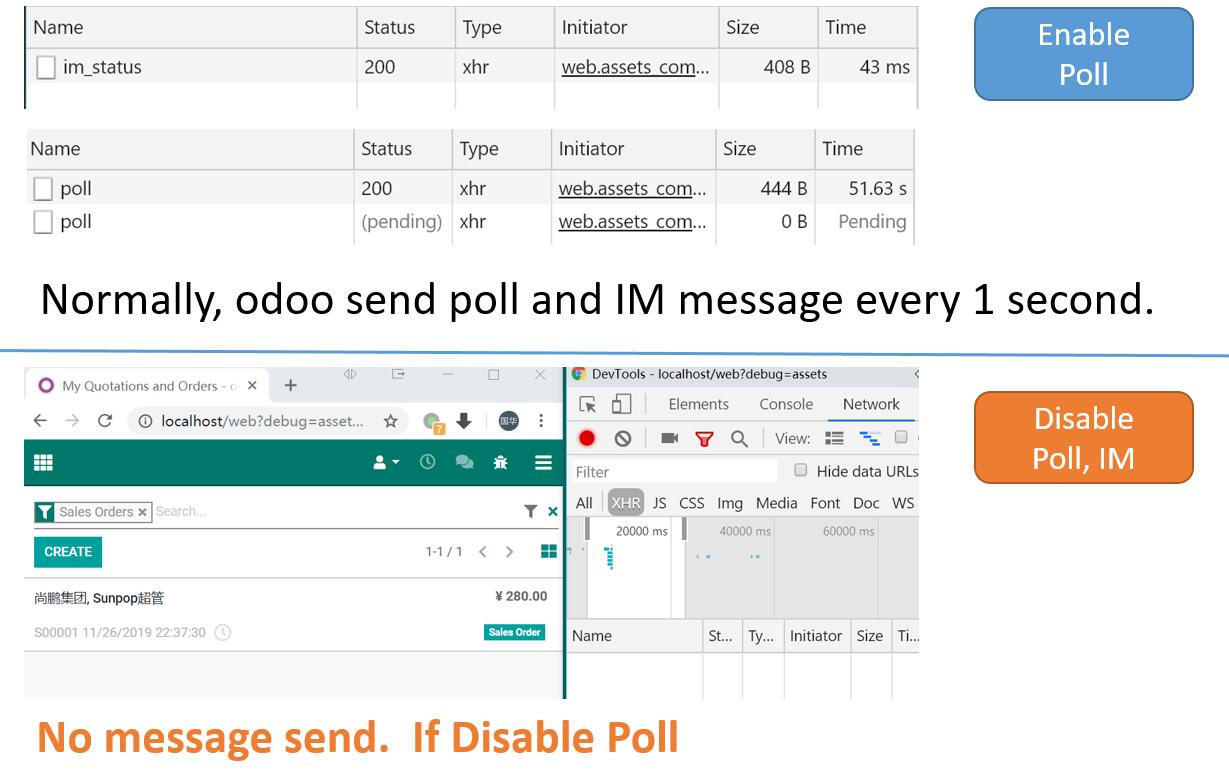 Name Status Type Initiator Size Time
im_status 200 xhr web.assets_com... 408 B 43 ms
Enable
Poll
Name Status Type Initiator Size Time
poll 200 xhr web.assets_com... 444 B 51.63 s
poll (pending) xhr web.assets_com... 0 B Pending
Normally, odoo send poll and IM message every 1 second.
My Quotations and Orders - o
localhost/web?debug=asset...
7
国华
Sales Orders × Search...
CREATE
1-1 / 1
尚鹏集团, Sunpop超管 ¥ 280.00
S00001 11/26/2019 22:37:30 Sales Order
DevTools - localhost/web?debug=assets
Elements Console Network
View:
Filter Hide data URLs
All XHR JS CSS Img Media Font Doc WS
20000 ms 40000 ms 60000 ms
Name St... Ty... Initiator Size Ti...
Disable
Poll, IM
No message send. If Disable Poll